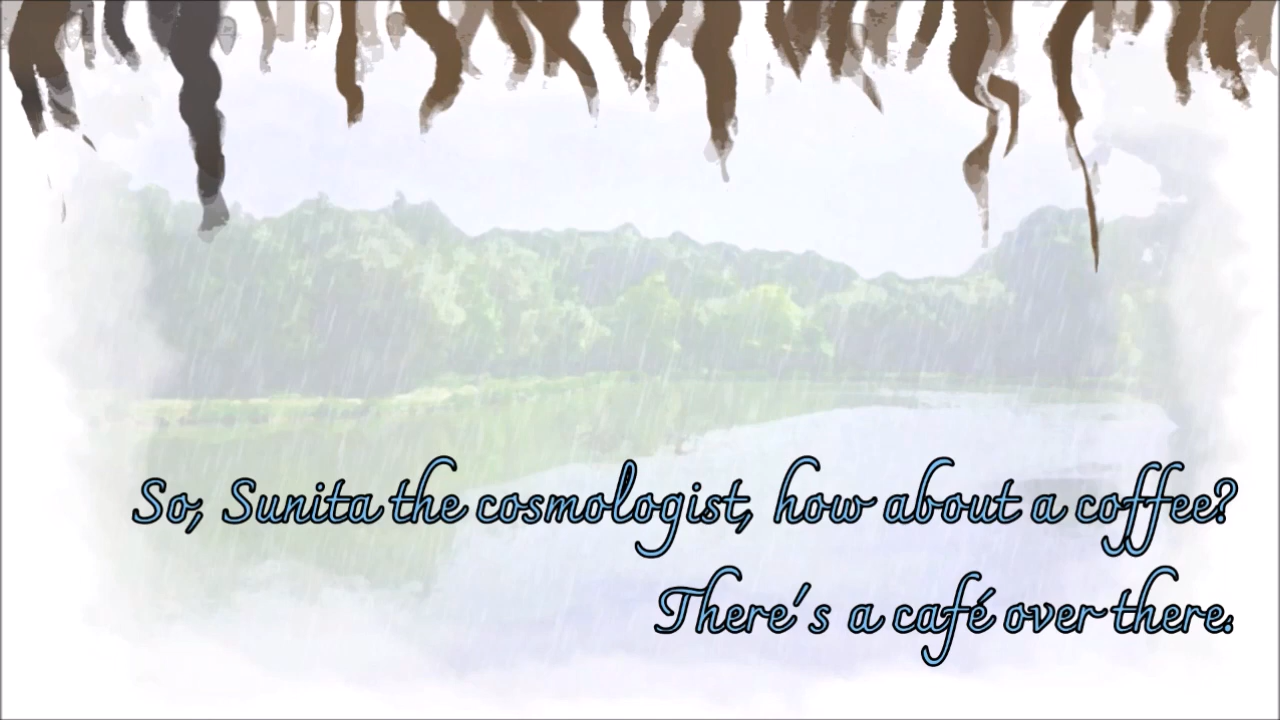 So, Sunita the cosmologist, how about a coffee?
There's a café over there.